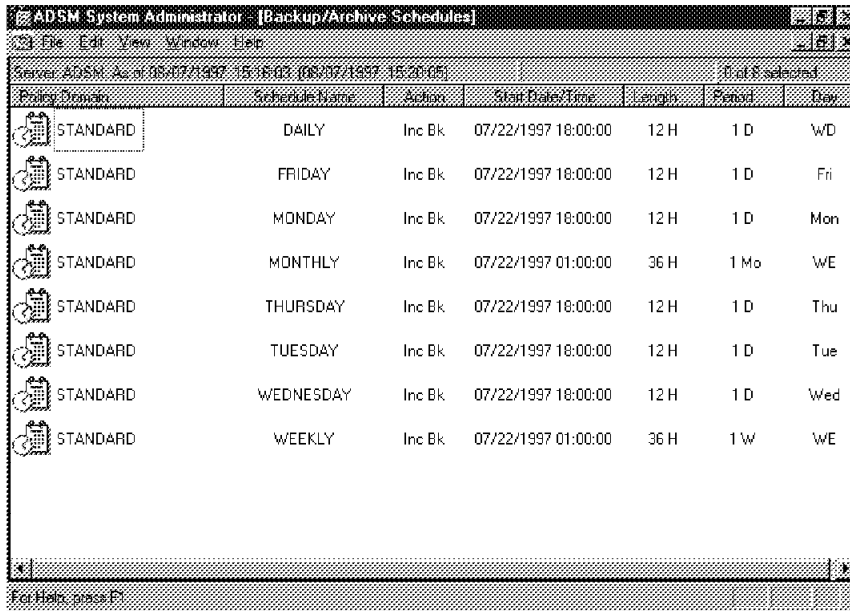 ADSM System Administrator - [Backup/Archive Schedules]
File Edit View Window Help
Server: ADSM, As of 08/07/1997 15:16:03 (08/07/1997 15:20:05) 0 of 8 selected
Policy Domain Schedule Name Action Start Date/Time Length Period Day
STANDARD DAILY Inc Bk 07/22/1997 18:00:00 12 H 1 D WD
STANDARD FRIDAY Inc Bk 07/22/1997 18:00:00 12 H 1 D Fri
STANDARD MONDAY Inc Bk 07/22/1997 18:00:00 12 H 1 D Mon
STANDARD MONTHLY Inc Bk 07/22/1997 01:00:00 36 H 1 Mo WE
STANDARD THURSDAY Inc Bk 07/22/1997 18:00:00 12 H 1 D Thu
STANDARD TUESDAY Inc Bk 07/22/1997 18:00:00 12 H 1 D Tue
STANDARD WEDNESDAY Inc Bk 07/22/1997 18:00:00 12 H 1 D Wed
STANDARD WEEKLY Inc Bk 07/22/1997 01:00:00 36 H 1 W WE
For Help, press F1